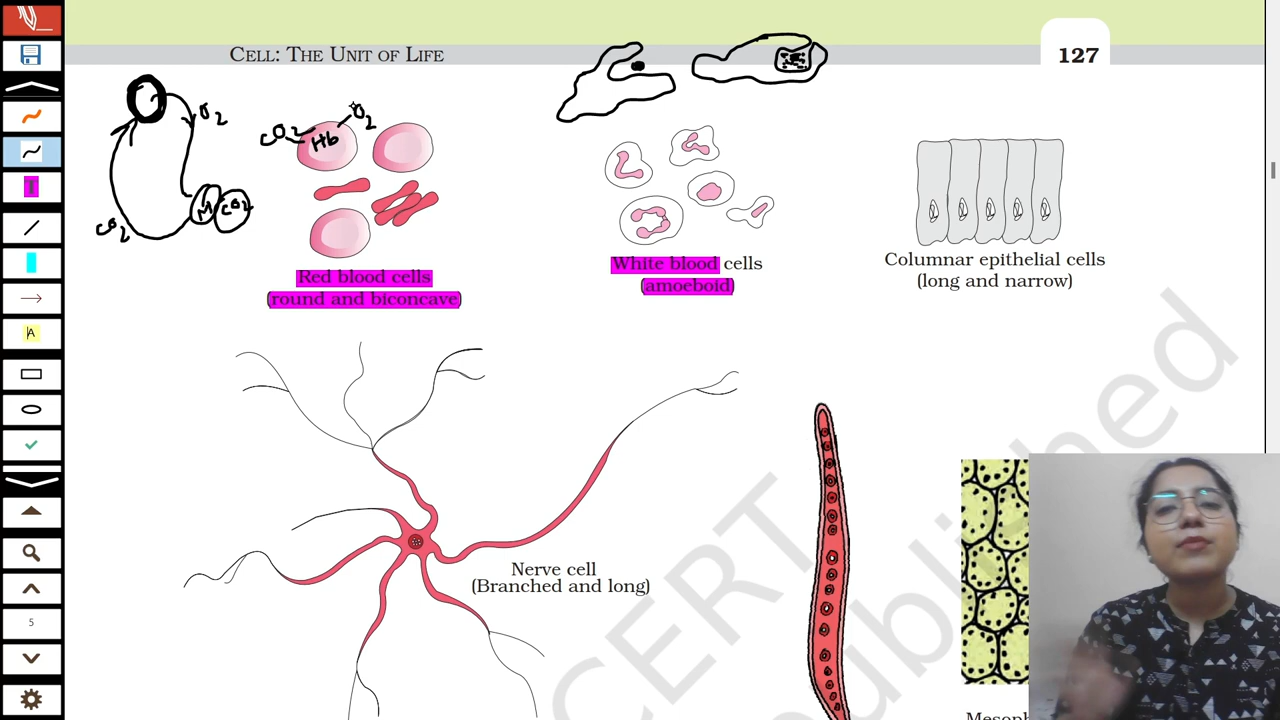 CELL: THE UNIT OF LIFE
127
O2
CO2
O2
Hb
M
CO2
CO2
Red blood cells
(round and biconcave)
White blood cells
(amoeboid)
Columnar epithelial cells
(long and narrow)
Nerve cell
(Branched and long)
T
A
5